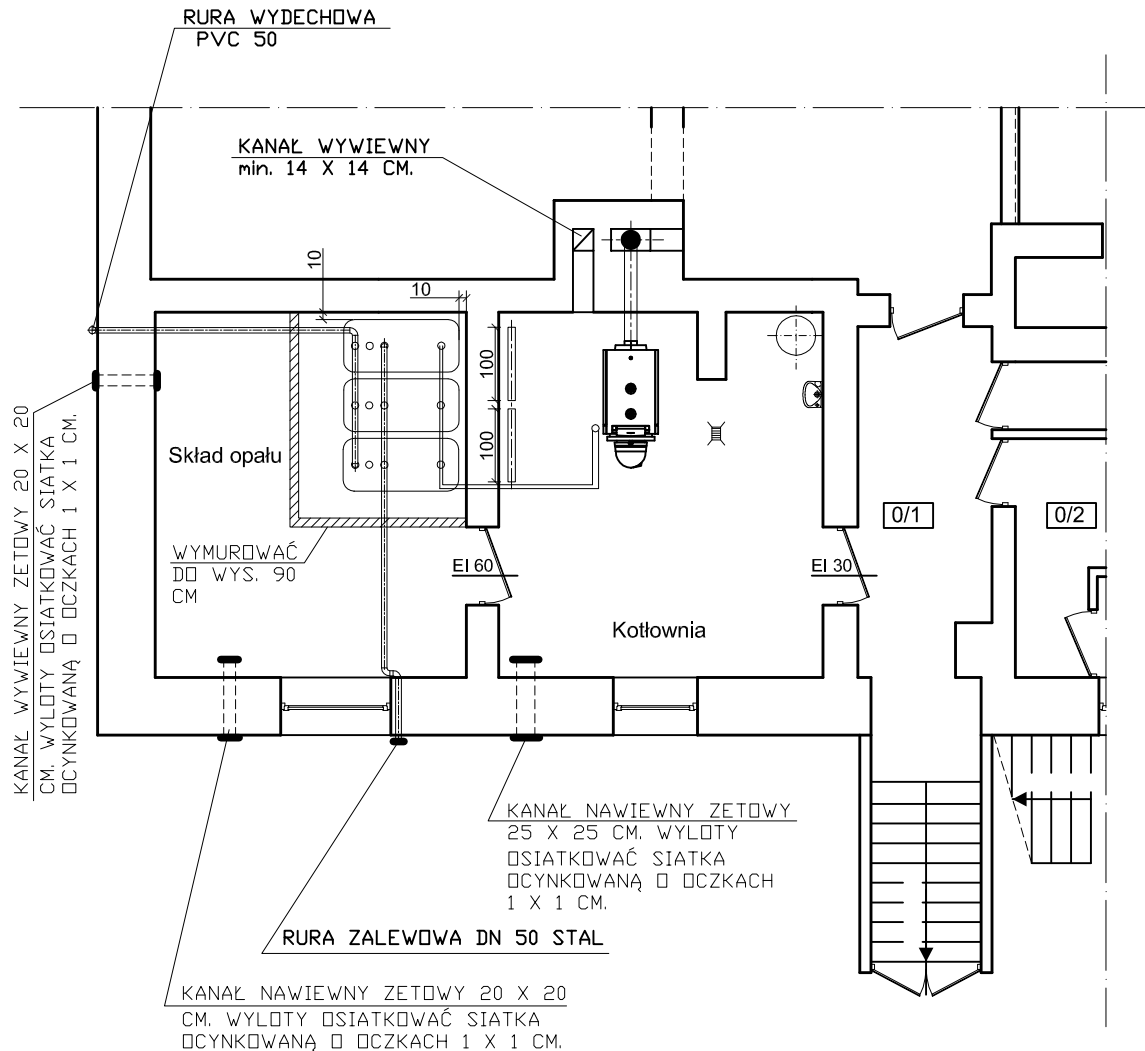 RURA WYDECHOWA
PVC 50
KANAŁ WYWIEWNY
min. 14 X 14 CM.
10
10
100
100
KANAŁ WYWIEWNY ZETOWY 20 X 20
CM. WYLOTY OSIATKOWAĆ SIATKA
OCYNKOWANĄ O OCZKACH 1 X 1 CM.
Skład opału
WYMUROWAĆ
DO WYS. 90
CM
EI 60
EI 30
0/1
0/2
Kotłownia
KANAŁ NAWIEWNY ZETOWY
25 X 25 CM. WYLOTY
OSIATKOWAĆ SIATKA
OCYNKOWANĄ O OCZKACH
1 X 1 CM.
RURA ZALEWOWA DN 50 STAL
KANAŁ NAWIEWNY ZETOWY 20 X 20
CM. WYLOTY OSIATKOWAĆ SIATKA
OCYNKOWANĄ O OCZKACH 1 X 1 CM.